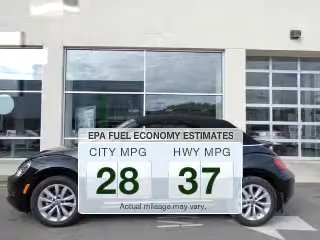 EPA FUEL ECONOMY ESTIMATES
CITY MPG HWY MPG
28 37
Actual mileage may vary.